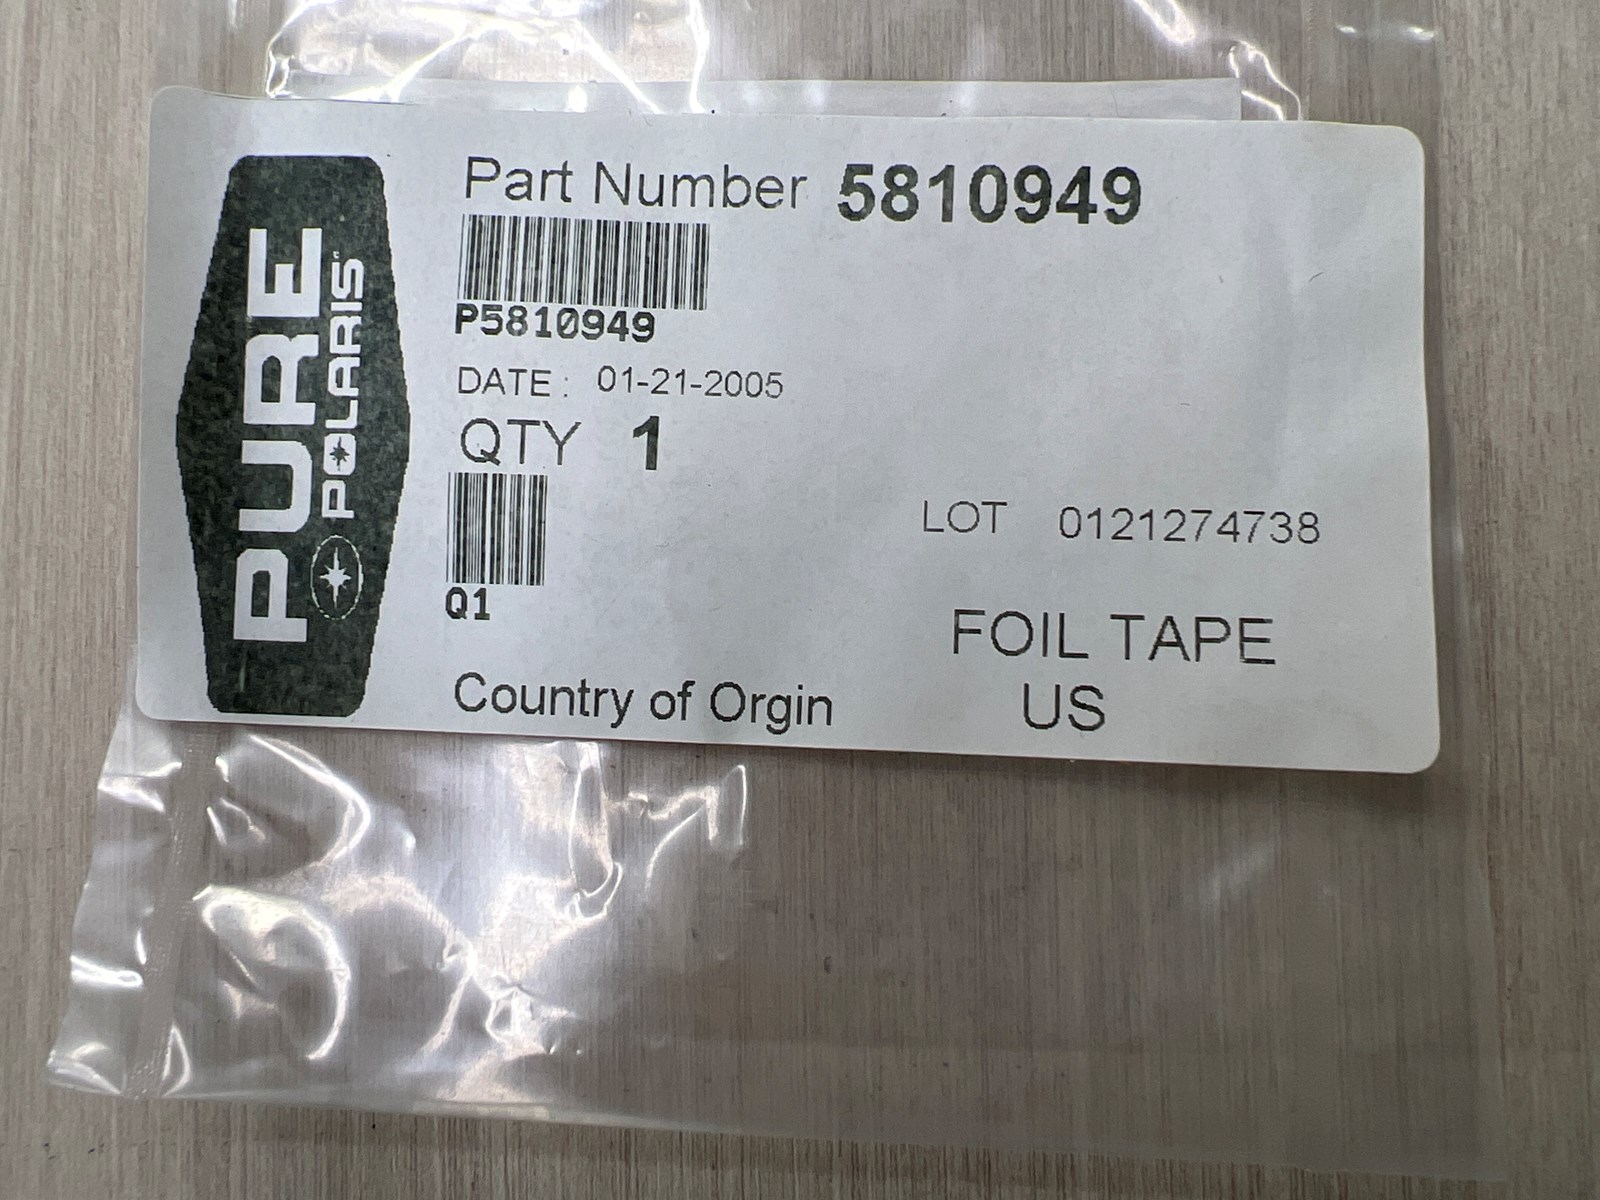 PURE
POLARIS
Part Number 5810949
P5810949
DATE: 01-21-2005
QTY 1
Q1
LOT 0121274738
FOIL TAPE
Country of Orgin US